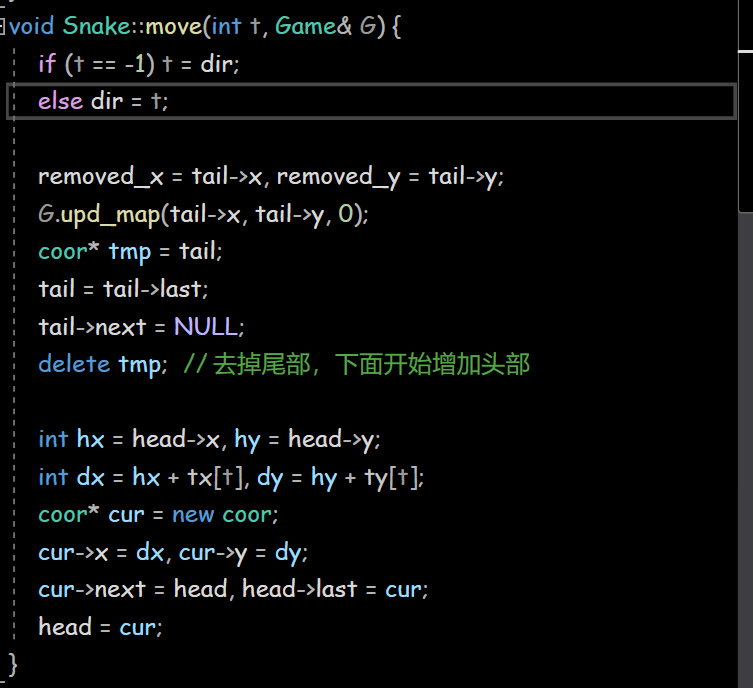 void Snake::move(int t, Game& G) {
if (t == -1) t = dir;
else dir = t;
removed_x = tail->x, removed_y = tail->y;
G.upd_map(tail->x, tail->y, 0);
coor* tmp = tail;
tail = tail->last;
tail->next = NULL;
delete tmp;  // 去掉尾部，下面开始增加头部
int hx = head->x, hy = head->y;
int dx = hx + tx[t], dy = hy + ty[t];
coor* cur = new coor;
cur->x = dx, cur->y = dy;
cur->next = head, head->last = cur;
head = cur;
}